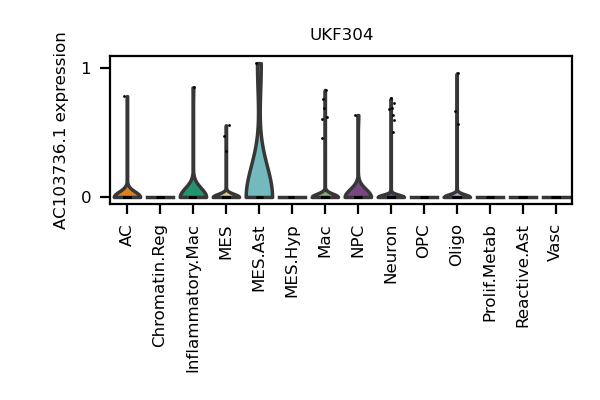 UKF304
AC103736.1 expression
1
0
AC
Chromatin.Reg
Inflammatory.Mac
MES
MES.Ast
MES.Hyp
Mac
NPC
Neuron
OPC
Oligo
Prolif.Metab
Reactive.Ast
Vasc